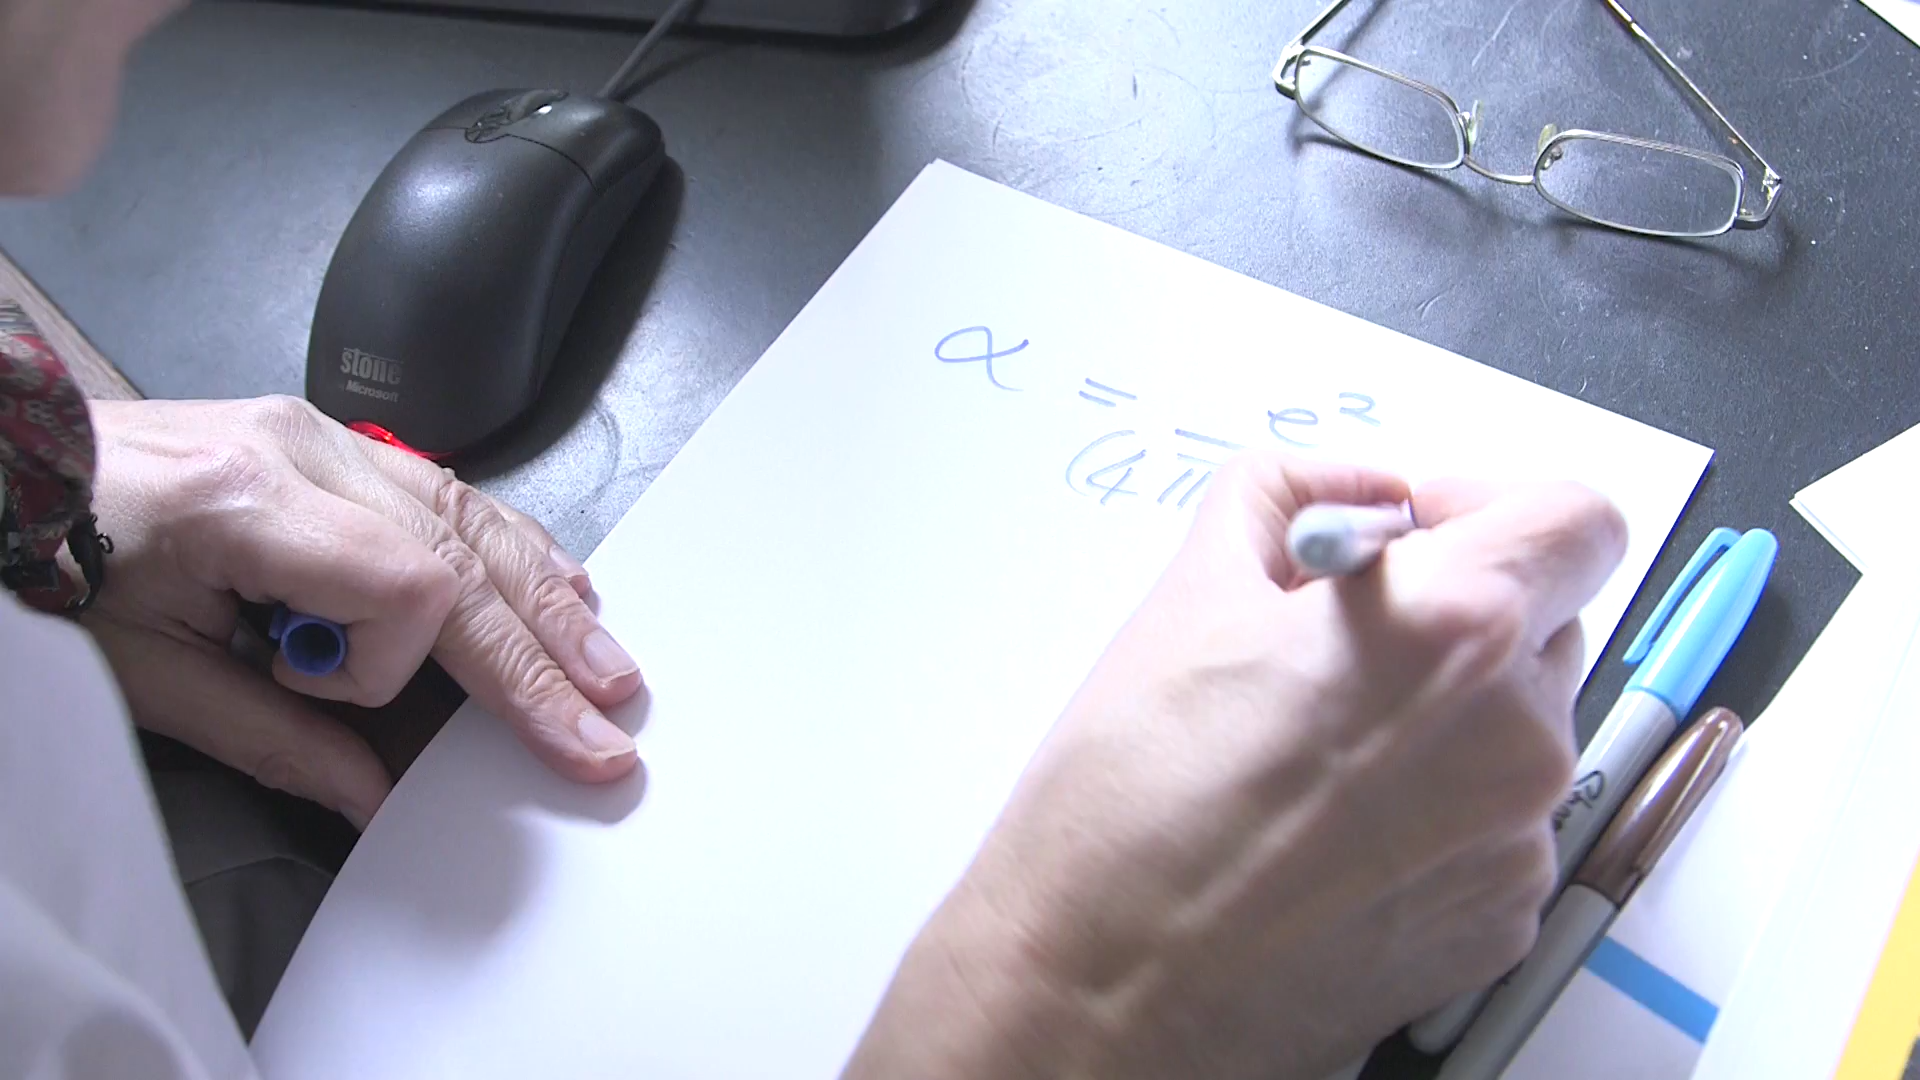 stone
Microsoft
α = e²
(4π